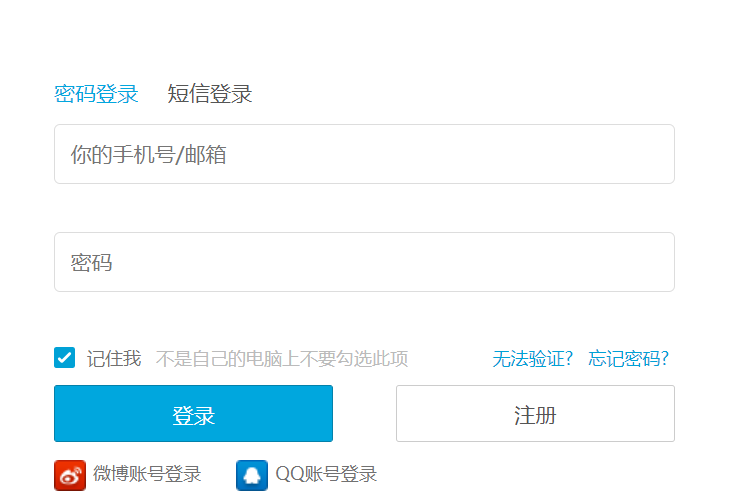 密码登录 短信登录
你的手机号/邮箱
密码
记住我 不是自己的电脑上不要勾选此项 无法验证? 忘记密码?
登录 注册
微博账号登录 QQ账号登录